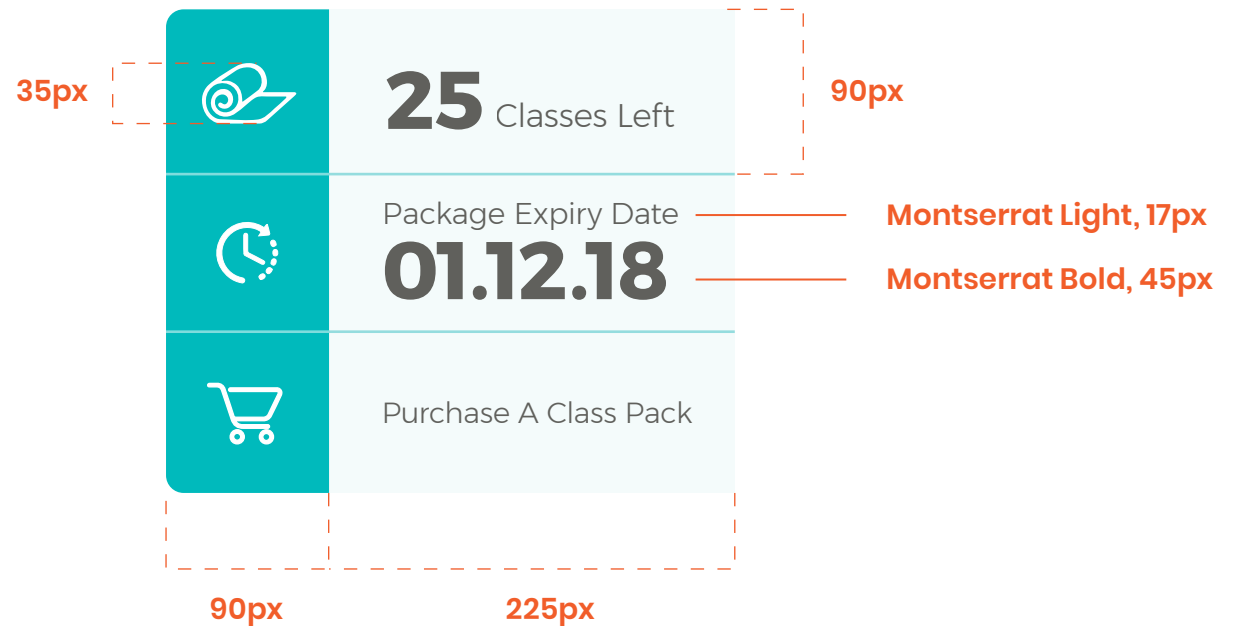 35px
25 Classes Left
90px
Package Expiry Date
Montserrat Light, 17px
01.12.18
Montserrat Bold, 45px
Purchase A Class Pack
90px
225px